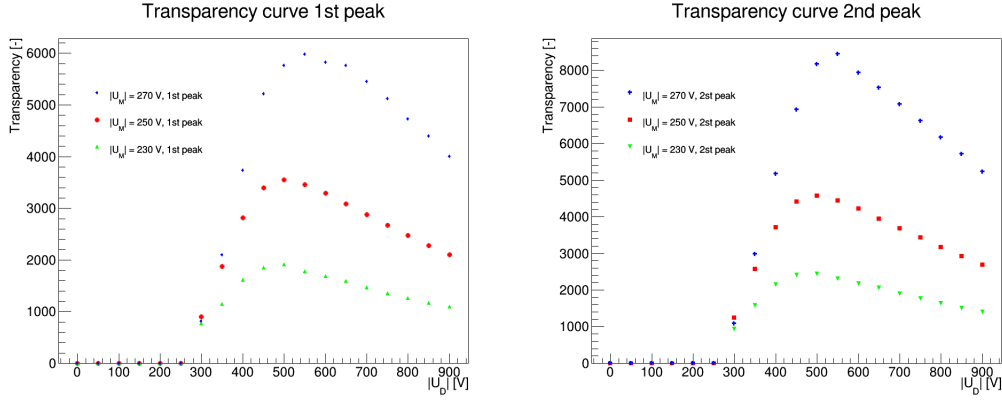 Transparency curve 1st peak
Transparency [-]
6000
5000
4000
3000
2000
1000
0
|U_M| = 270 V, 1st peak
|U_M| = 250 V, 1st peak
|U_M| = 230 V, 1st peak
0 100 200 300 400 500 600 700 800 900
|U_D| [V]
Transparency curve 2nd peak
Transparency [-]
8000
7000
6000
5000
4000
3000
2000
1000
0
|U_M| = 270 V, 2st peak
|U_M| = 250 V, 2st peak
|U_M| = 230 V, 2st peak
0 100 200 300 400 500 600 700 800 900
|U_D| [V]